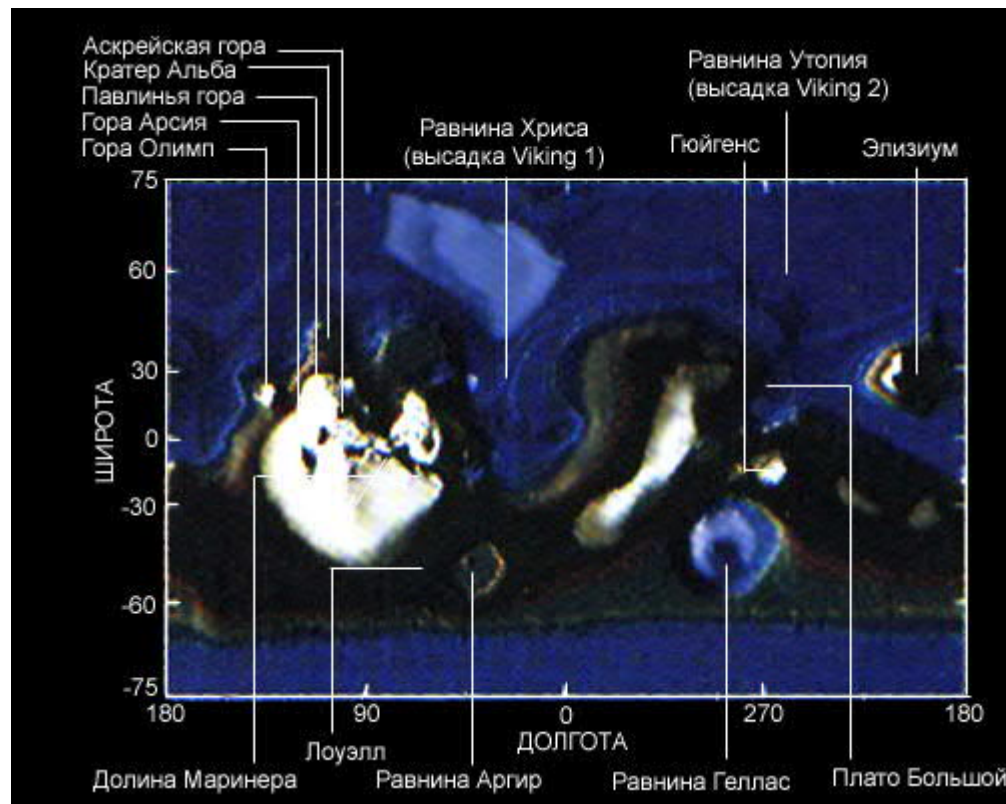 Аскрейская гора
Кратер Альба
Павлинья гора
Гора Арсия
Гора Олимп
Равнина Хриса
(высадка Viking 1)
Равнина Утопия
(высадка Viking 2)
Гюйгенс
Элизиум
75
60
30
0
-30
-60
-75
ШИРОТА
180
90
0
270
180
ДОЛГОТА
Лоуэлл
Долина Маринера
Равнина Аргир
Равнина Геллас
Плато Большой